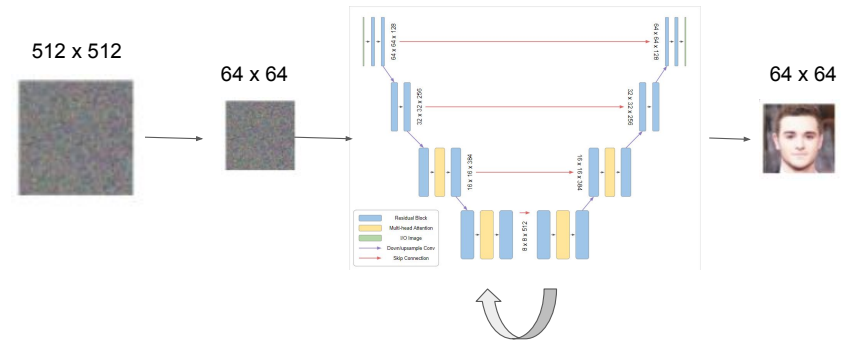 512 x 512
64 x 64
64 x 64
64 x 64 x 128
64 x 64 x 128
32 x 32 x 256
32 x 32 x 256
16 x 16 x 384
16 x 16 x 384
8 x 8 x 512
Residual Block
Multi-head Attention
I/O Image
Down/upsample Conv
Skip Connection